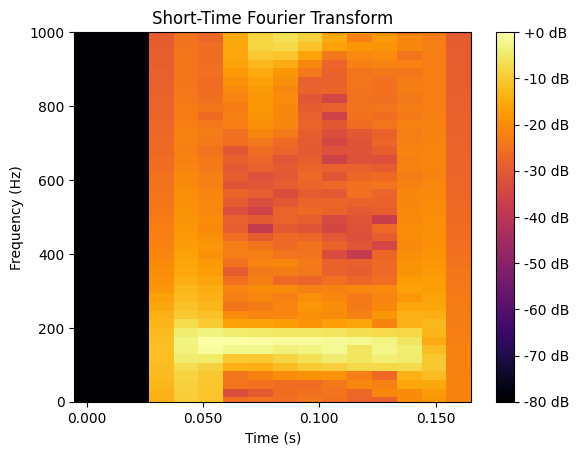 Short-Time Fourier Transform
1000
800
600
400
200
0
Frequency (Hz)
0.000
0.050
0.100
0.150
Time (s)
+0 dB
-10 dB
-20 dB
-30 dB
-40 dB
-50 dB
-60 dB
-70 dB
-80 dB